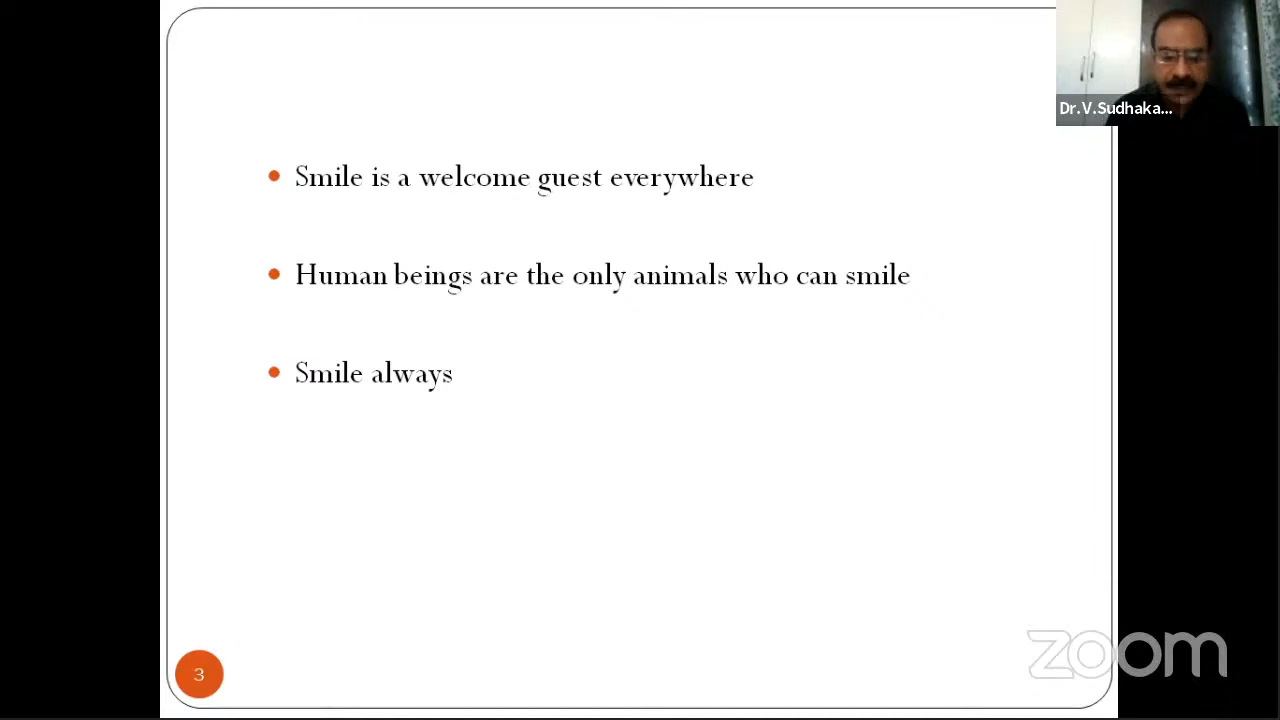 Dr.V.Sudhaka...
Smile is a welcome guest everywhere
Human beings are the only animals who can smile
Smile always
3
zoom